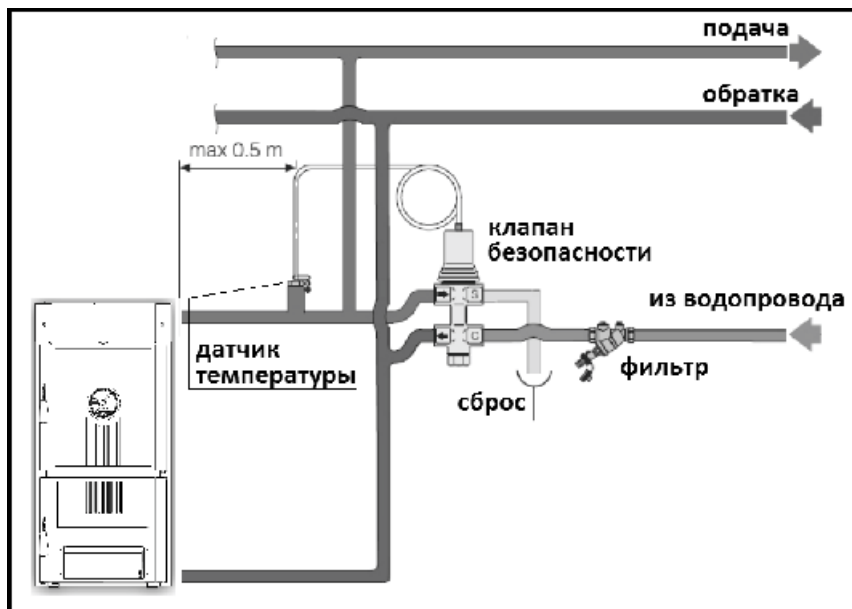 подача
обратка
max 0.5 m
клапан
безопасности
из водопровода
датчик
температуры
фильтр
сброс
S
C